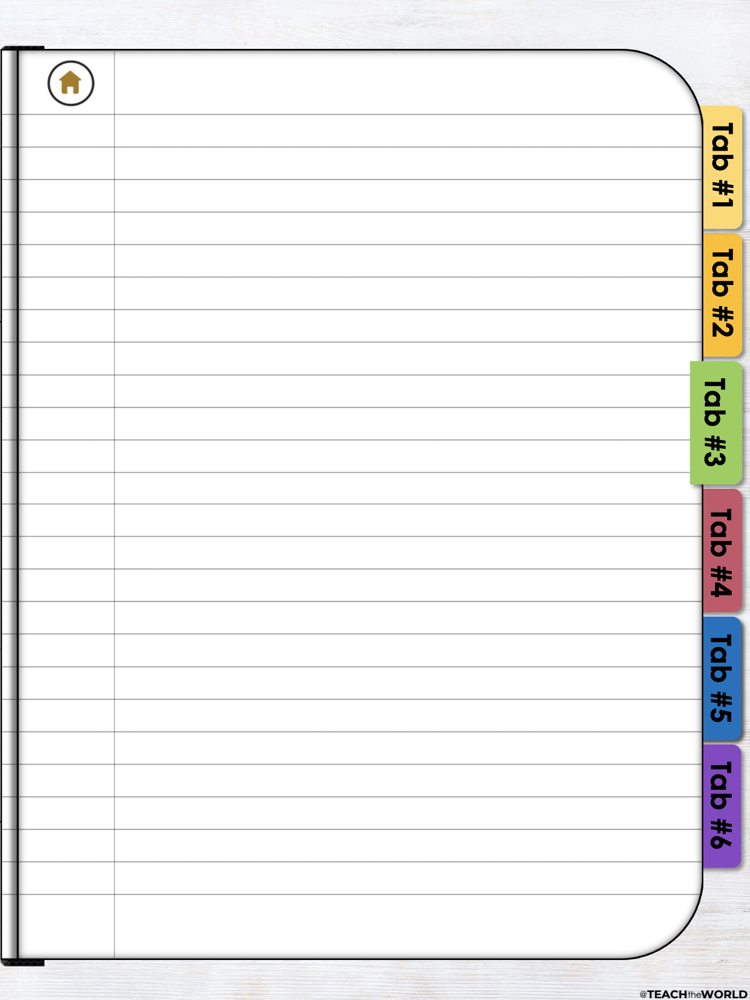 Tab #1
Tab #2
Tab #3
Tab #4
Tab #5
Tab #6
@TEACHtheWORLD